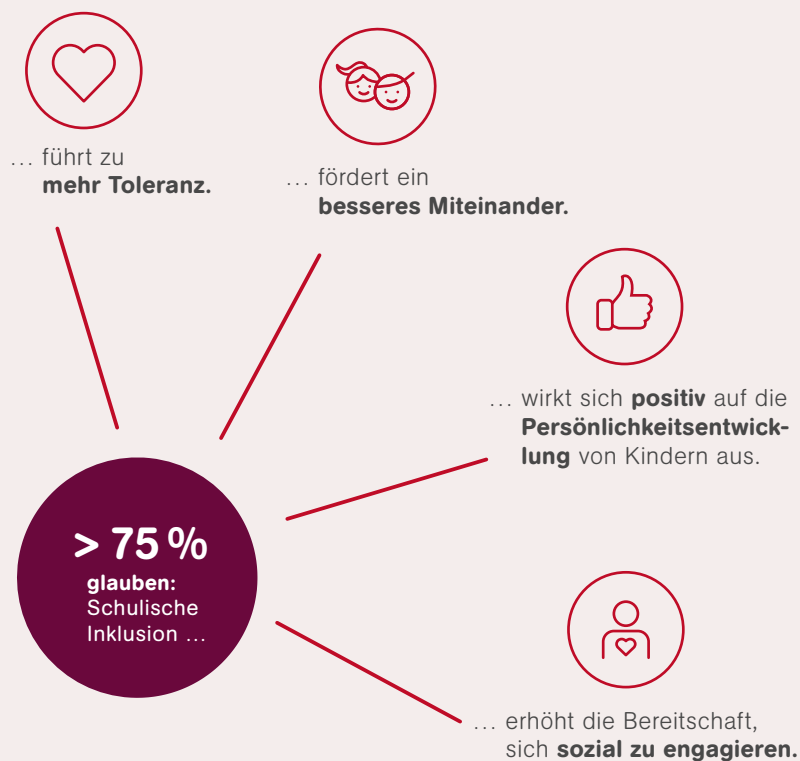 … führt zu
mehr Toleranz.
… fördert ein
besseres Miteinander.
… wirkt sich positiv auf die
Persönlichkeitsentwick-
lung von Kindern aus.
> 75 %
glauben:
Schulische
Inklusion …
… erhöht die Bereitschaft,
sich sozial zu engagieren.